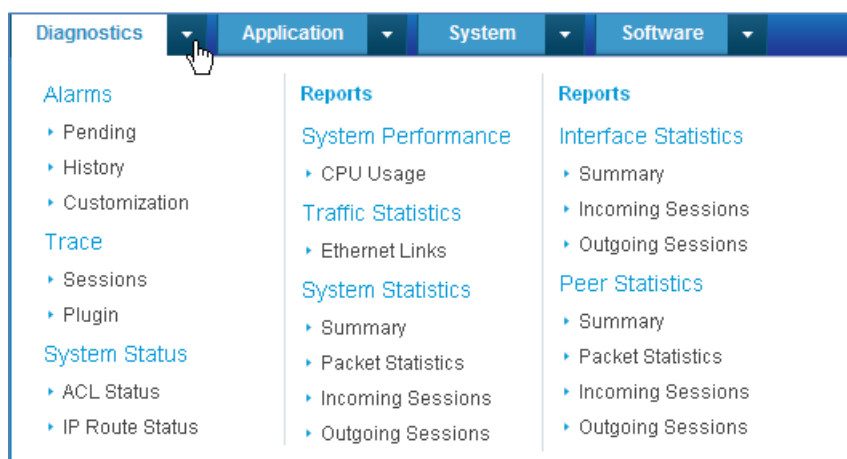 Diagnostics Application System Software
Alarms
Pending
History
Customization
Trace
Sessions
Plugin
System Status
ACL Status
IP Route Status
Reports
System Performance
CPU Usage
Traffic Statistics
Ethernet Links
System Statistics
Summary
Packet Statistics
Incoming Sessions
Outgoing Sessions
Reports
Interface Statistics
Summary
Incoming Sessions
Outgoing Sessions
Peer Statistics
Summary
Packet Statistics
Incoming Sessions
Outgoing Sessions